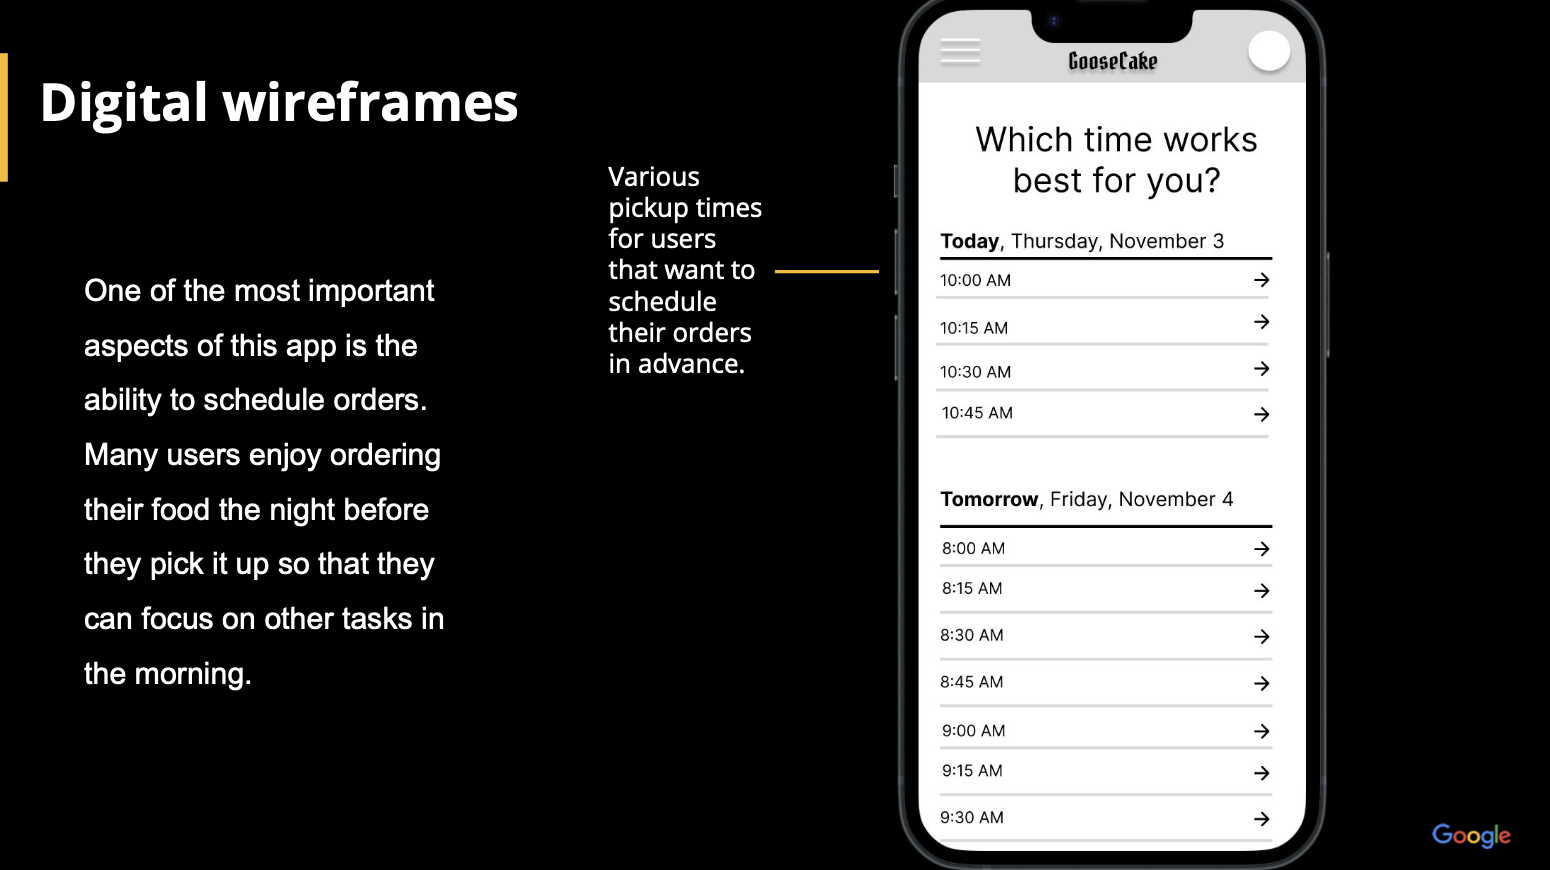 Digital wireframes
One of the most important
aspects of this app is the
ability to schedule orders.
Many users enjoy ordering
their food the night before
they pick it up so that they
can focus on other tasks in
the morning.
Various
pickup times
for users
that want to
schedule
their orders
in advance.
GooseCake
Which time works
best for you?
Today, Thursday, November 3
10:00 AM
10:15 AM
10:30 AM
10:45 AM
Tomorrow, Friday, November 4
8:00 AM
8:15 AM
8:30 AM
8:45 AM
9:00 AM
9:15 AM
9:30 AM
Google